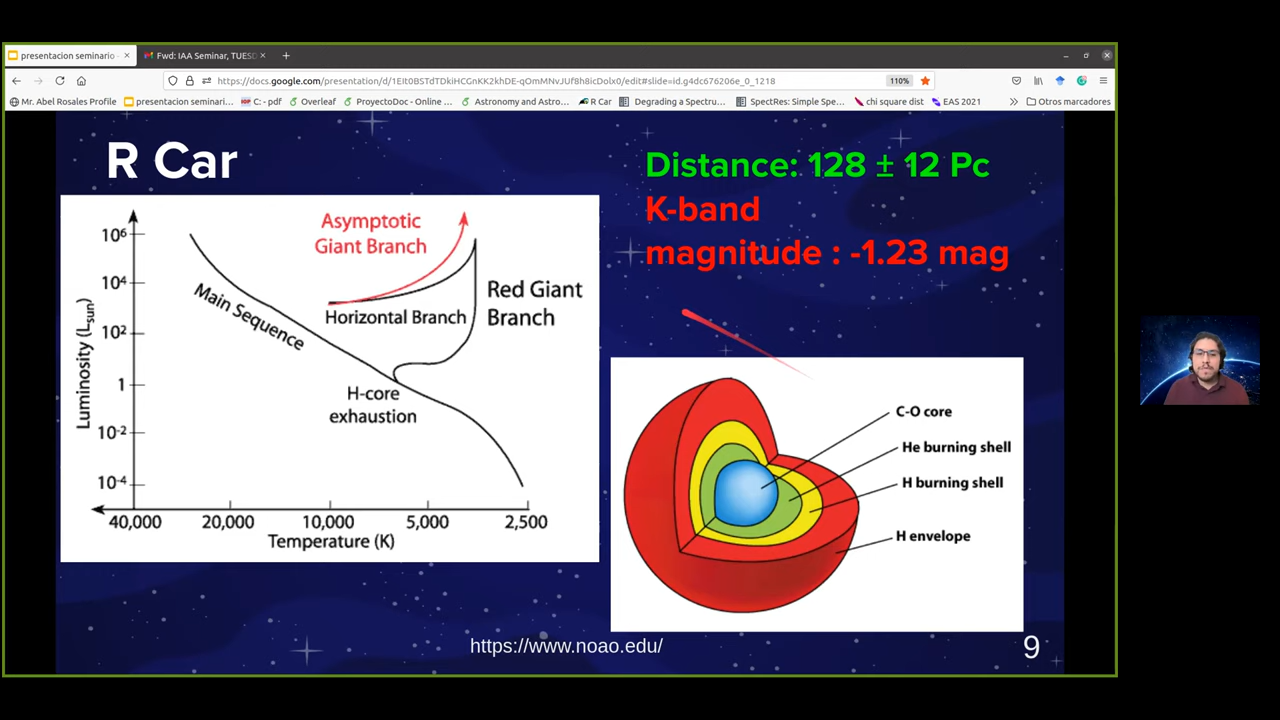 presentacion seminario
Fwd: IAA Seminar, TUESD
https://docs.google.com/presentation/d/1EIt0BSTdTDkiHCGnKK2khDE-qOmMNvJUf8h8icDolx0/edit#slide=id.g4dc676206e_0_1218
110%
Mr. Abel Rosales Profile
presentacion seminari...
C: - pdf
Overleaf
ProyectoDoc - Online ...
Astronomy and Astro...
R Car
Degrading a Spectru...
SpectRes: Simple Spe...
chi square dist
EAS 2021
Otros marcadores
R Car
Distance: 128 ± 12 Pc
K-band
magnitude : -1.23 mag
Luminosity (Lsun)
10⁶
10⁴
10²
1
10⁻²
10⁻⁴
Asymptotic
Giant Branch
Main Sequence
Horizontal Branch
Red Giant
Branch
H-core
exhaustion
40,000
20,000
10,000
5,000
2,500
Temperature (K)
C-O core
He burning shell
H burning shell
H envelope
https://www.noao.edu/
9